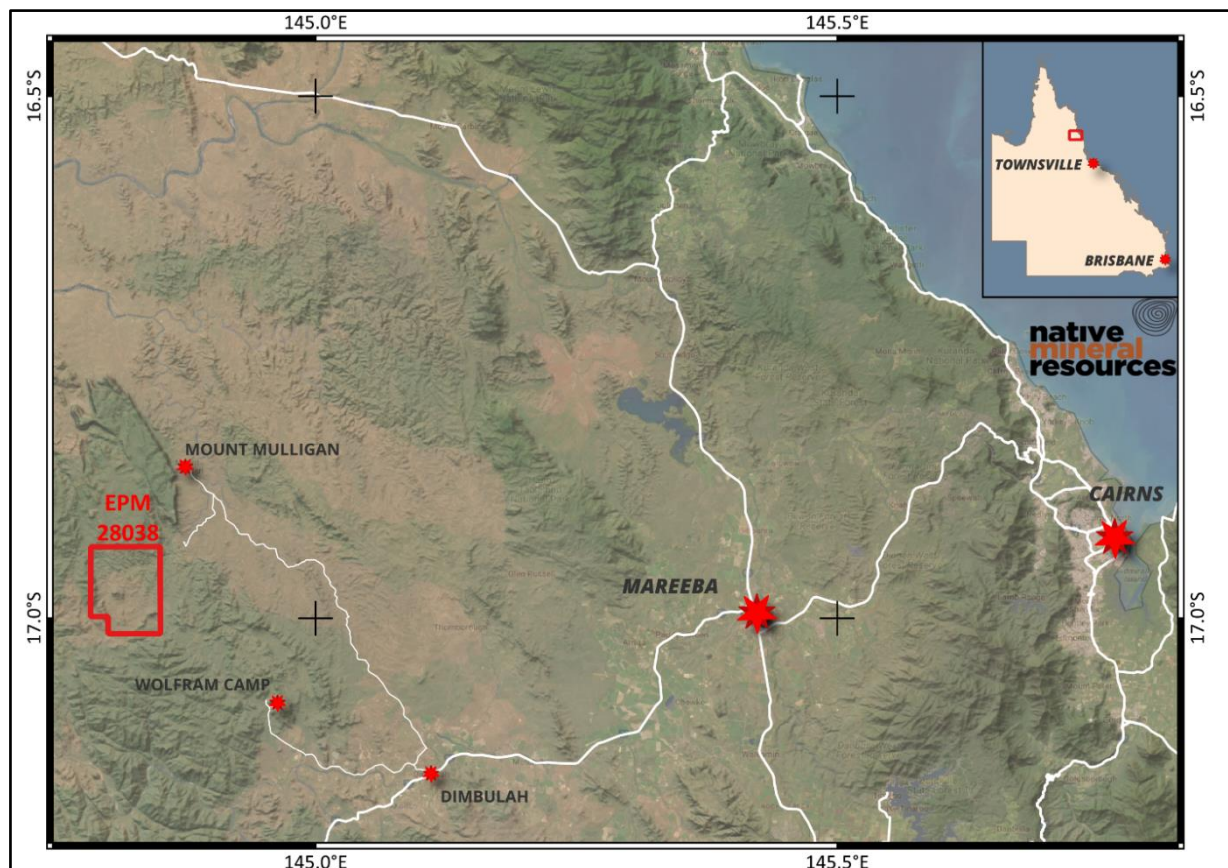 145.0°E
145.5°E
16.5°S
16.5°S
TOWNSVILLE
BRISBANE
native
mineral
resources
MOUNT MULLIGAN
EPM
28038
CAIRNS
MAREEBA
17.0°S
17.0°S
WOLFRAM CAMP
DIMBULAH
145.0°E
145.5°E